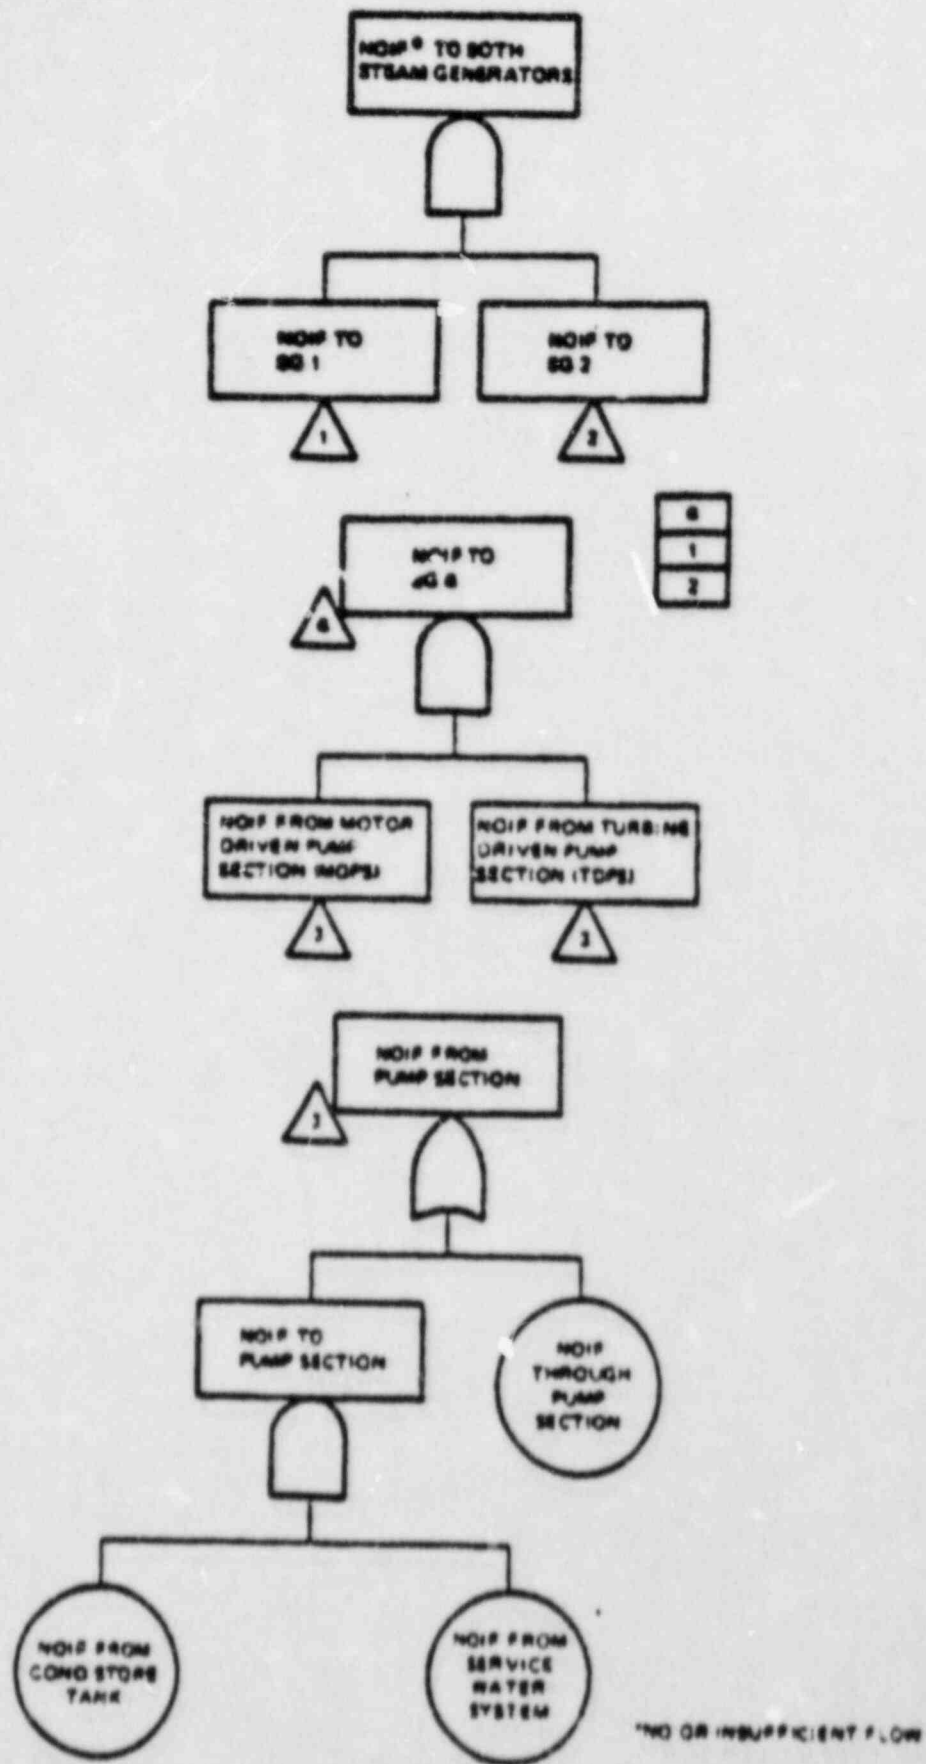 NOIF* TO BOTH
STEAM GENERATORS
NOIF TO
SG 1
NOIF TO
SG 2
1
2
NOIF TO
1
2
NOIF FROM MOTOR
DRIVEN PUMP
SECTION (MDPS)
NOIF FROM TURBINE
DRIVEN PUMP
SECTION (TDPS)
3
3
NOIF FROM
PUMP SECTION
3
NOIF TO
PUMP SECTION
NOIF
THROUGH
PUMP
SECTION
NOIF FROM
COND STORE
TANK
NOIF FROM
SERVICE
WATER
SYSTEM
*NO OR INSUFFICIENT FLOW